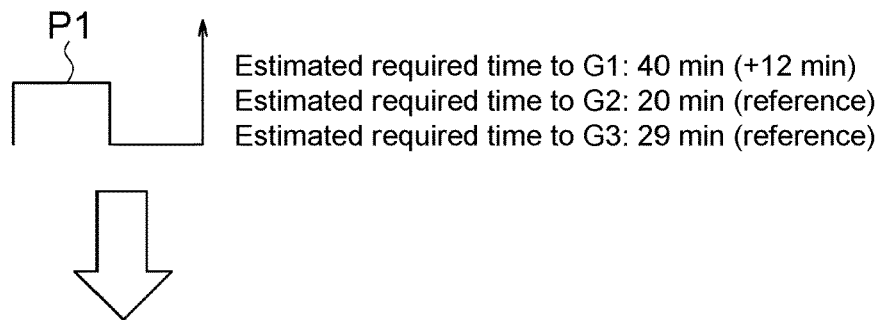 P1
Estimated required time to G1: 40 min (+12 min)
Estimated required time to G2: 20 min (reference)
Estimated required time to G3: 29 min (reference)